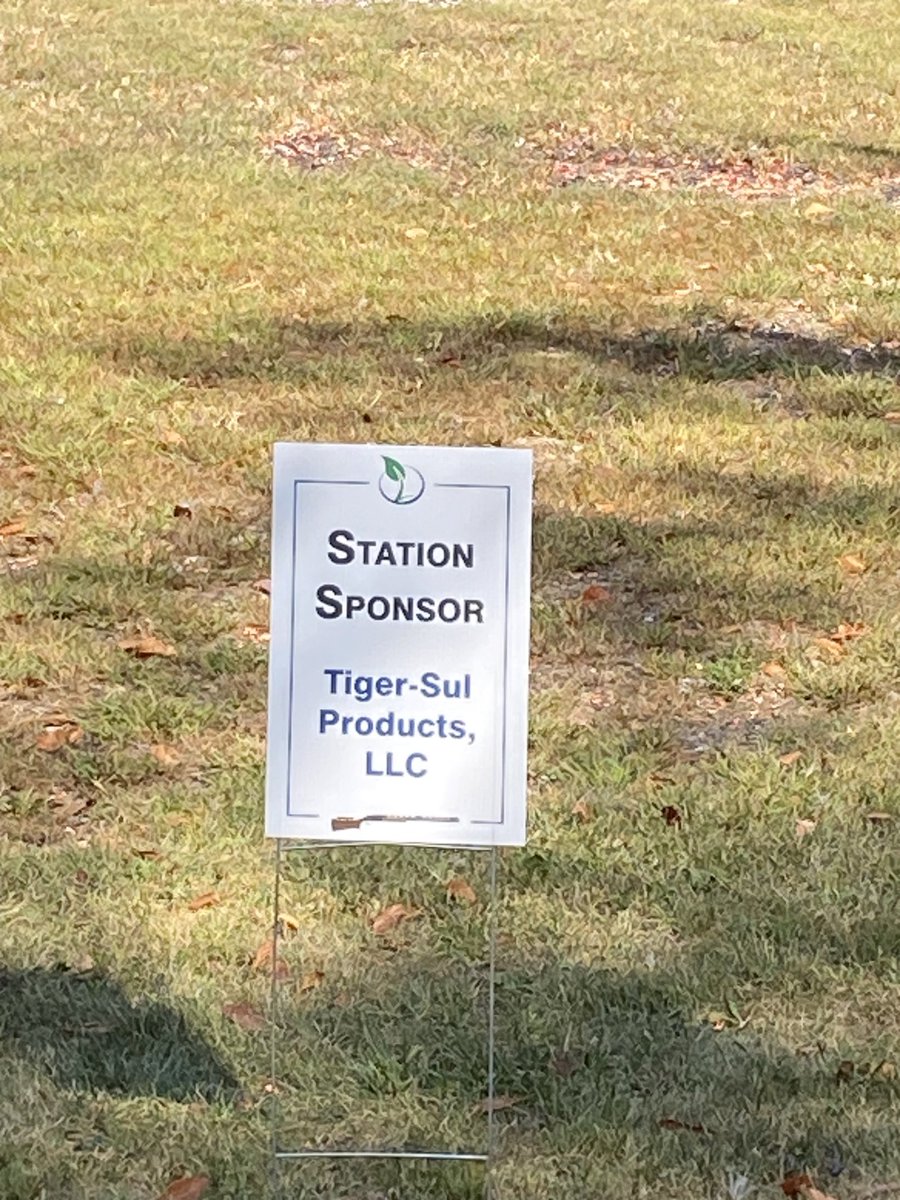 STATION
SPONSOR
Tiger-Sul
Products,
LLC